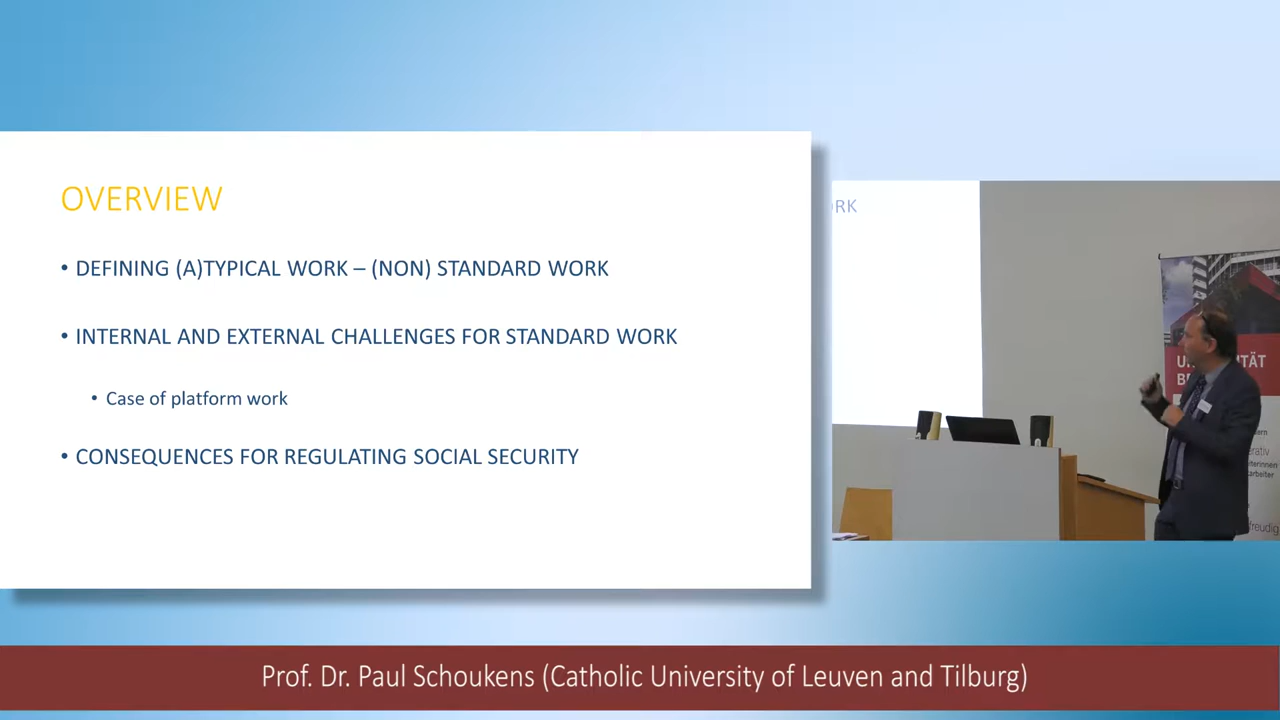 OVERVIEW
• DEFINING (A)TYPICAL WORK – (NON) STANDARD WORK
• INTERNAL AND EXTERNAL CHALLENGES FOR STANDARD WORK
• Case of platform work
• CONSEQUENCES FOR REGULATING SOCIAL SECURITY
Prof. Dr. Paul Schoukens (Catholic University of Leuven and Tilburg)